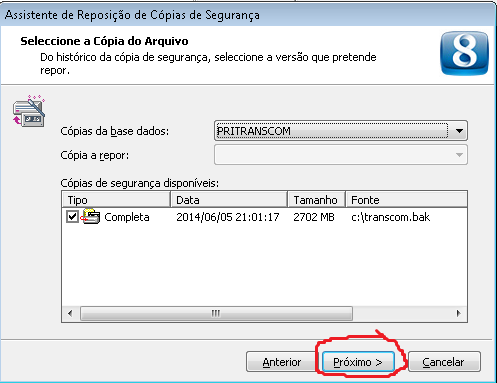 Assistente de Reposição de Cópias de Segurança
Seleccione a Cópia do Arquivo
Do histórico da cópia de segurança, seleccione a versão que pretende
repor.
8
Cópias da base dados:
PRITRANSCOM
Cópia a repor:
Cópias de segurança disponíveis:
Tipo Data Tamanho Fonte
Completa 2014/06/05 21:01:17 2702 MB c:\transcom.bak
Anterior Próximo > Cancelar